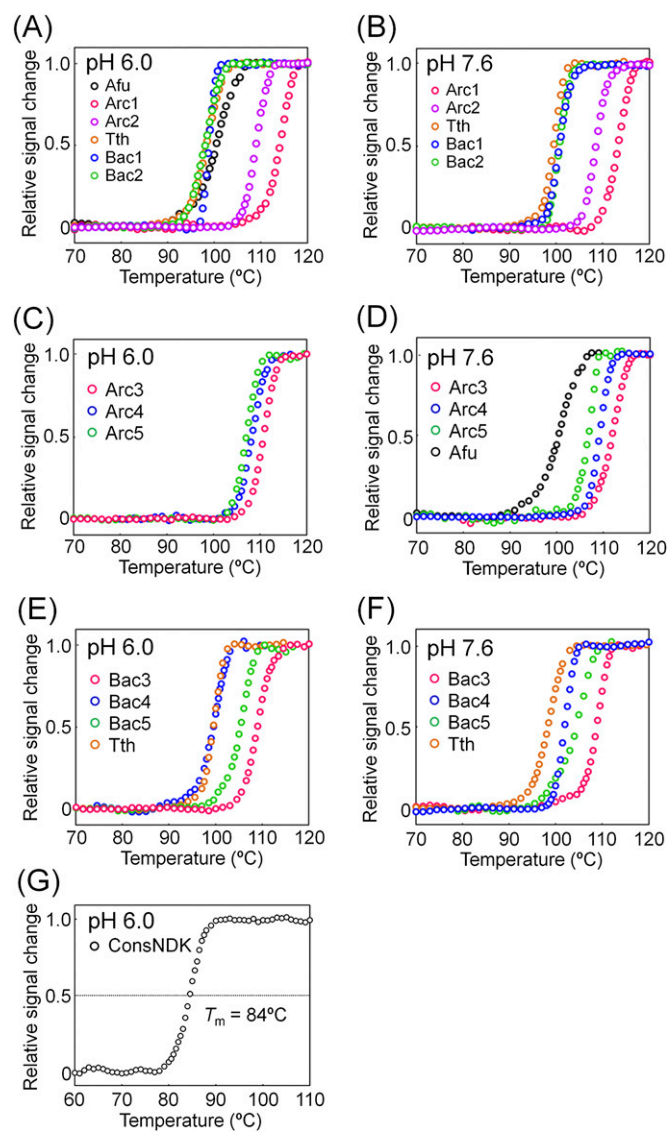 (A)
Relative signal change
1.0
0.5
0
pH 6.0
Afu
Arc1
Arc2
Tth
Bac1
Bac2
70 80 90 100 110 120
Temperature (ºC)
(B)
Relative signal change
1.0
0.5
0
pH 7.6
Arc1
Arc2
Tth
Bac1
Bac2
70 80 90 100 110 120
Temperature (ºC)
(C)
Relative signal change
1.0
0.5
0
pH 6.0
Arc3
Arc4
Arc5
70 80 90 100 110 120
Temperature (ºC)
(D)
Relative signal change
1.0
0.5
0
pH 7.6
Arc3
Arc4
Arc5
Afu
70 80 90 100 110 120
Temperature (ºC)
(E)
Relative signal change
1.0
0.5
0
pH 6.0
Bac3
Bac4
Bac5
Tth
70 80 90 100 110 120
Temperature (ºC)
(F)
Relative signal change
1.0
0.5
0
pH 7.6
Bac3
Bac4
Bac5
Tth
70 80 90 100 110 120
Temperature (ºC)
(G)
Relative signal change
1.0
0.5
0
pH 6.0
ConsNDK
Tm = 84ºC
60 70 80 90 100 110
Temperature (ºC)